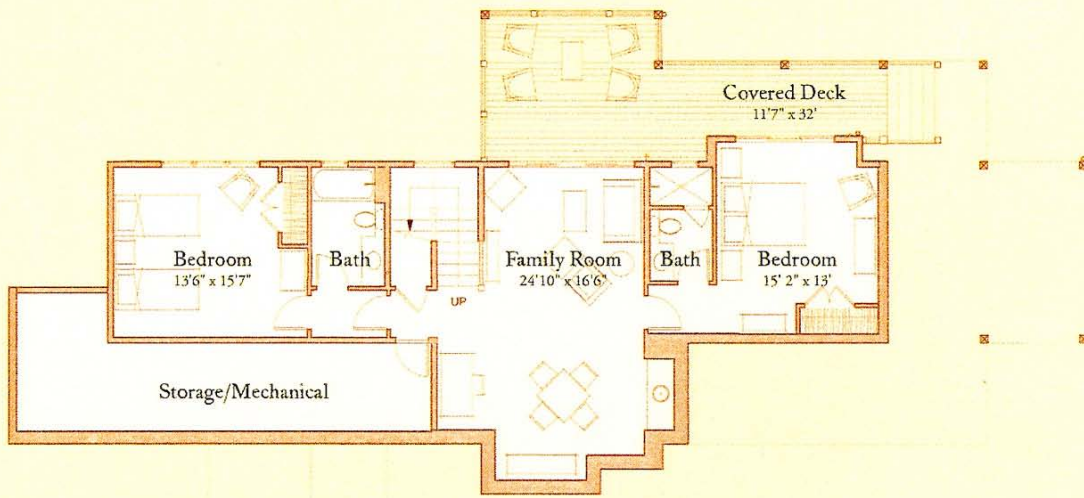 Covered Deck
11'7" x 32'
Bedroom
13'6" x 15'7"
Bath
Family Room
24'10" x 16'6"
Bath
Bedroom
15' 2" x 13'
UP
Storage/Mechanical